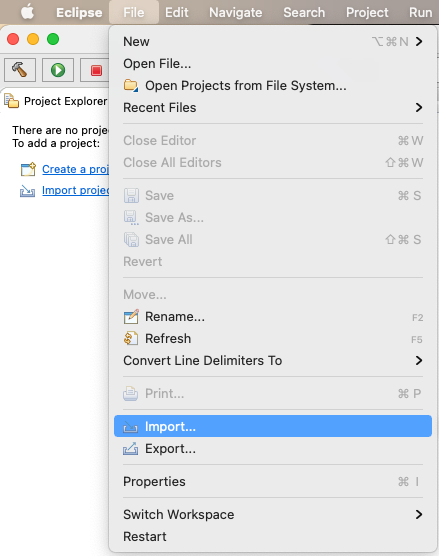 Eclipse File Edit Navigate Search Project Run
Project Explorer
There are no proje
To add a project:
Create a proj
Import projec
New ⌥⌘N
Open File...
Open Projects from File System...
Recent Files
Close Editor ⌘W
Close All Editors ⇧⌘W
Save ⌘S
Save As...
Save All ⇧⌘S
Revert
Move...
Rename... F2
Refresh F5
Convert Line Delimiters To
Print... ⌘P
Import...
Export...
Properties ⌘I
Switch Workspace
Restart